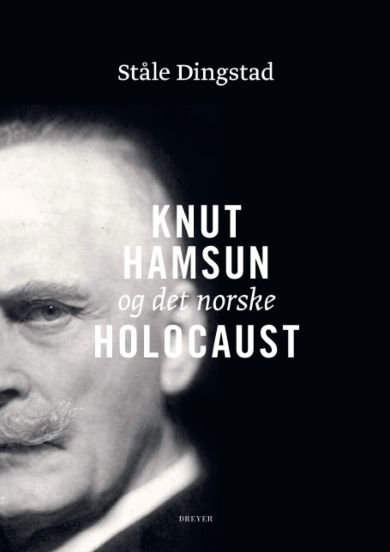 Ståle Dingstad
KNUT
HAMSUN
og det norske
HOLOCAUST
DREYER